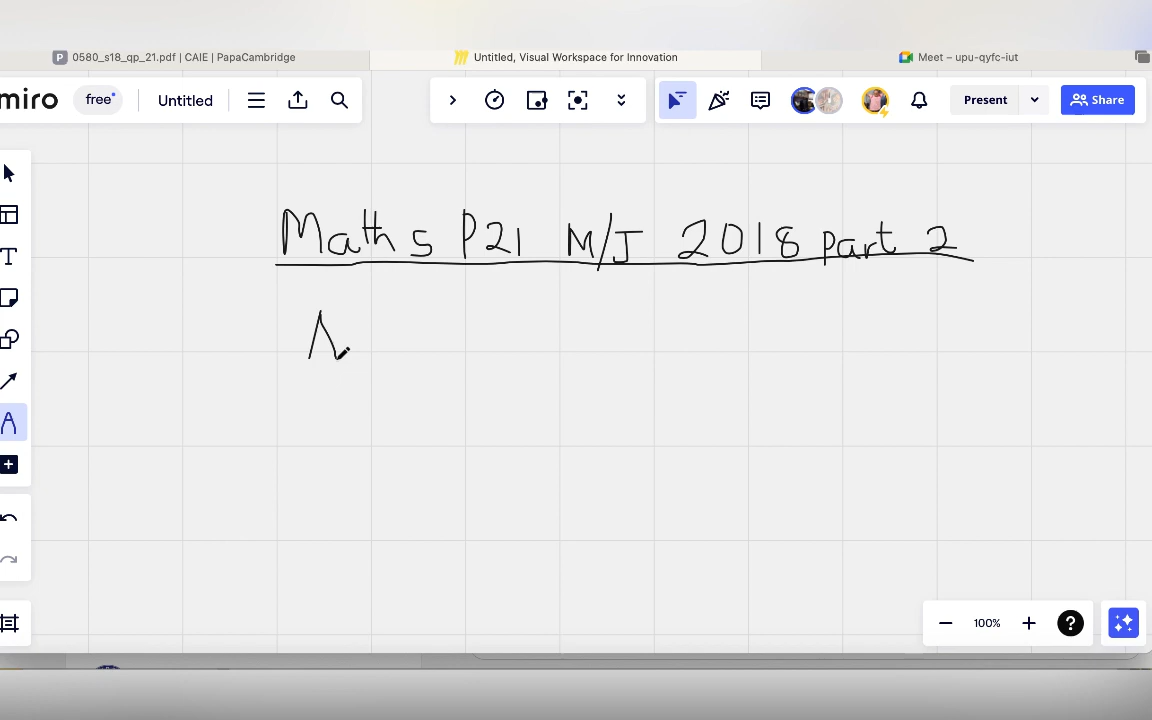 0580_s18_qp_21.pdf | CAIE | PapaCambridge
Untitled, Visual Workspace for Innovation
Meet – upu-qyfc-iut
miro
free
Untitled
Present
Share
Maths P21 M/J 2018 part 2
100%